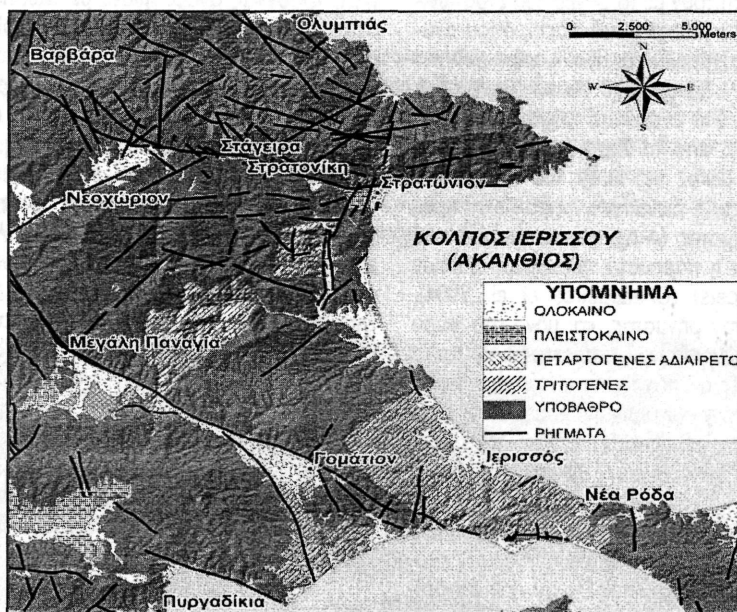 Ολυμπιάς
0 2.500 5.000
Meters
Βαρβάρα
N
W E
S
Στάγειρα
Στρατονίκη
Στρατώνιον
Νεοχώριον
ΚΟΛΠΟΣ ΙΕΡΙΣΣΟΥ
(ΑΚΑΝΘΙΟΣ)
ΥΠΟΜΝΗΜΑ
ΟΛΟΚΑΙΝΟ
ΠΛΕΙΣΤΟΚΑΙΝΟ
ΤΕΤΑΡΤΟΓΕΝΕΣ ΑΔΙΑΙΡΕΤΟ
ΤΡΙΤΟΓΕΝΕΣ
ΥΠΟΒΑΘΡΟ
ΡΗΓΜΑΤΑ
Μεγάλη Παναγία
Γομάτιον
Ιερισσός
Νέα Ρόδα
Πυργαδίκια